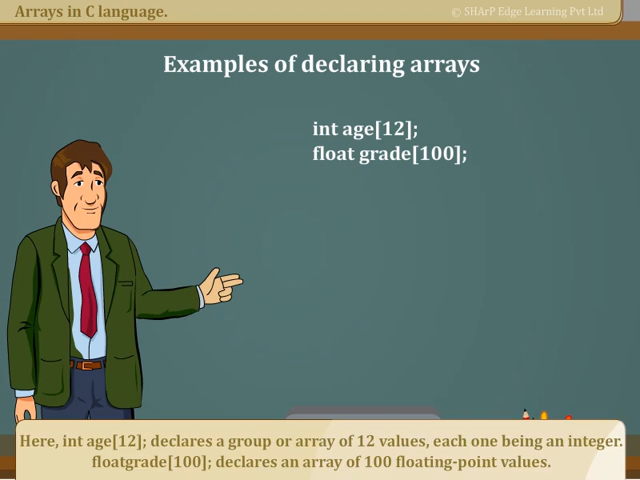 Arrays in C language.
© SHArP Edge Learning Pvt Ltd
Examples of declaring arrays
int age[12];
float grade[100];
Here, int age[12]; declares a group or array of 12 values, each one being an integer.
floatgrade[100]; declares an array of 100 floating-point values.